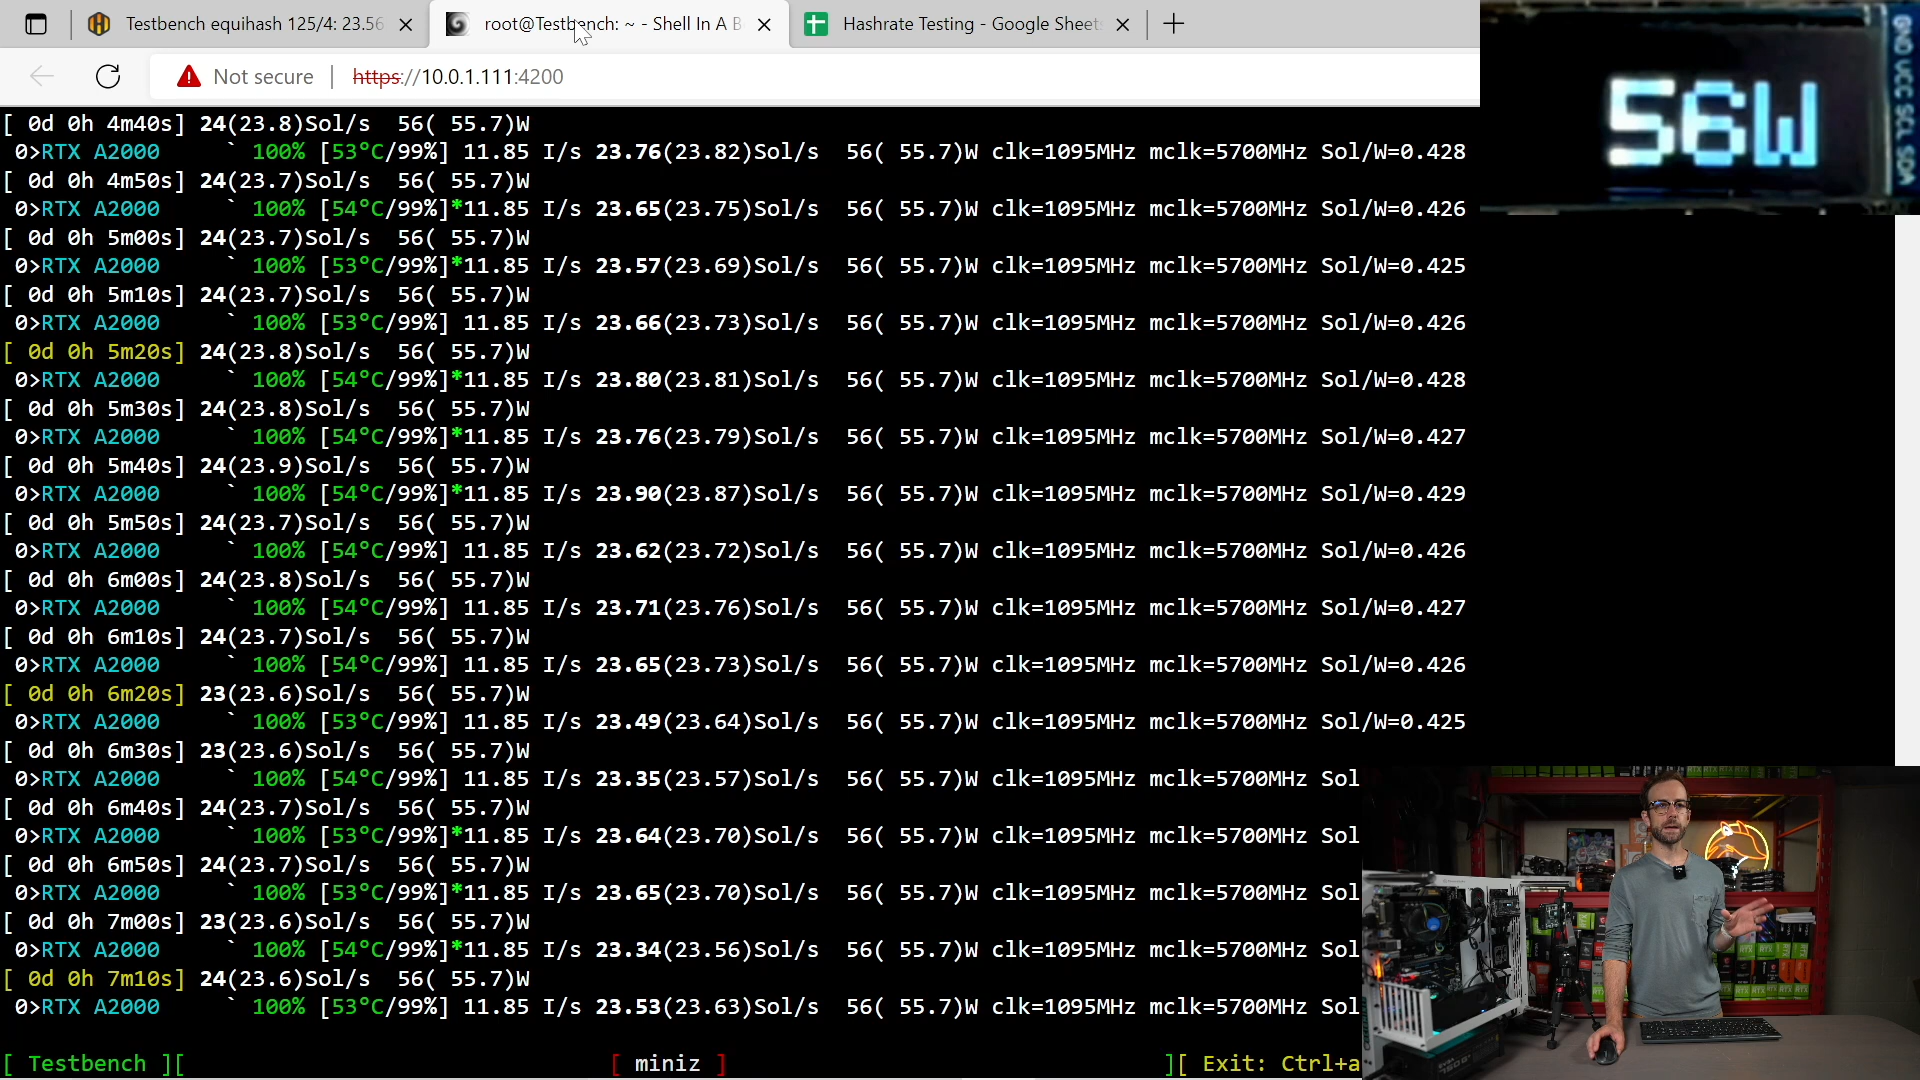 Testbench equihash 125/4: 23.56
root@Testbench: ~ - Shell In A B
Hashrate Testing - Google Sheets
Not secure
https://10.0.1.111:4200
56W
GND VCC SCL SDA
[ 0d 0h 4m40s] 24(23.8)Sol/s 56( 55.7)W
0>RTX A2000 ` 100% [53°C/99%] 11.85 I/s 23.76(23.82)Sol/s 56( 55.7)W clk=1095MHz mclk=5700MHz Sol/W=0.428
[ 0d 0h 4m50s] 24(23.7)Sol/s 56( 55.7)W
0>RTX A2000 ` 100% [54°C/99%]*11.85 I/s 23.65(23.75)Sol/s 56( 55.7)W clk=1095MHz mclk=5700MHz Sol/W=0.426
[ 0d 0h 5m00s] 24(23.7)Sol/s 56( 55.7)W
0>RTX A2000 ` 100% [53°C/99%]*11.85 I/s 23.57(23.69)Sol/s 56( 55.7)W clk=1095MHz mclk=5700MHz Sol/W=0.425
[ 0d 0h 5m10s] 24(23.7)Sol/s 56( 55.7)W
0>RTX A2000 ` 100% [53°C/99%] 11.85 I/s 23.66(23.73)Sol/s 56( 55.7)W clk=1095MHz mclk=5700MHz Sol/W=0.426
[ 0d 0h 5m20s] 24(23.8)Sol/s 56( 55.7)W
0>RTX A2000 ` 100% [54°C/99%]*11.85 I/s 23.80(23.81)Sol/s 56( 55.7)W clk=1095MHz mclk=5700MHz Sol/W=0.428
[ 0d 0h 5m30s] 24(23.8)Sol/s 56( 55.7)W
0>RTX A2000 ` 100% [54°C/99%]*11.85 I/s 23.76(23.79)Sol/s 56( 55.7)W clk=1095MHz mclk=5700MHz Sol/W=0.427
[ 0d 0h 5m40s] 24(23.9)Sol/s 56( 55.7)W
0>RTX A2000 ` 100% [54°C/99%]*11.85 I/s 23.90(23.87)Sol/s 56( 55.7)W clk=1095MHz mclk=5700MHz Sol/W=0.429
[ 0d 0h 5m50s] 24(23.7)Sol/s 56( 55.7)W
0>RTX A2000 ` 100% [54°C/99%] 11.85 I/s 23.62(23.72)Sol/s 56( 55.7)W clk=1095MHz mclk=5700MHz Sol/W=0.426
[ 0d 0h 6m00s] 24(23.8)Sol/s 56( 55.7)W
0>RTX A2000 ` 100% [54°C/99%] 11.85 I/s 23.71(23.76)Sol/s 56( 55.7)W clk=1095MHz mclk=5700MHz Sol/W=0.427
[ 0d 0h 6m10s] 24(23.7)Sol/s 56( 55.7)W
0>RTX A2000 ` 100% [54°C/99%] 11.85 I/s 23.65(23.73)Sol/s 56( 55.7)W clk=1095MHz mclk=5700MHz Sol/W=0.426
[ 0d 0h 6m20s] 23(23.6)Sol/s 56( 55.7)W
0>RTX A2000 ` 100% [53°C/99%] 11.85 I/s 23.49(23.64)Sol/s 56( 55.7)W clk=1095MHz mclk=5700MHz Sol/W=0.425
[ 0d 0h 6m30s] 23(23.6)Sol/s 56( 55.7)W
0>RTX A2000 ` 100% [54°C/99%] 11.85 I/s 23.35(23.57)Sol/s 56( 55.7)W clk=1095MHz mclk=5700MHz Sol
[ 0d 0h 6m40s] 24(23.7)Sol/s 56( 55.7)W
0>RTX A2000 ` 100% [53°C/99%]*11.85 I/s 23.64(23.70)Sol/s 56( 55.7)W clk=1095MHz mclk=5700MHz Sol
[ 0d 0h 6m50s] 24(23.7)Sol/s 56( 55.7)W
0>RTX A2000 ` 100% [53°C/99%]*11.85 I/s 23.65(23.70)Sol/s 56( 55.7)W clk=1095MHz mclk=5700MHz Sol
[ 0d 0h 7m00s] 23(23.6)Sol/s 56( 55.7)W
0>RTX A2000 ` 100% [54°C/99%]*11.85 I/s 23.34(23.56)Sol/s 56( 55.7)W clk=1095MHz mclk=5700MHz Sol
[ 0d 0h 7m10s] 24(23.6)Sol/s 56( 55.7)W
0>RTX A2000 ` 100% [53°C/99%] 11.85 I/s 23.53(23.63)Sol/s 56( 55.7)W clk=1095MHz mclk=5700MHz Sol
[ Testbench ][ [ miniz ] ][ Exit: Ctrl+a